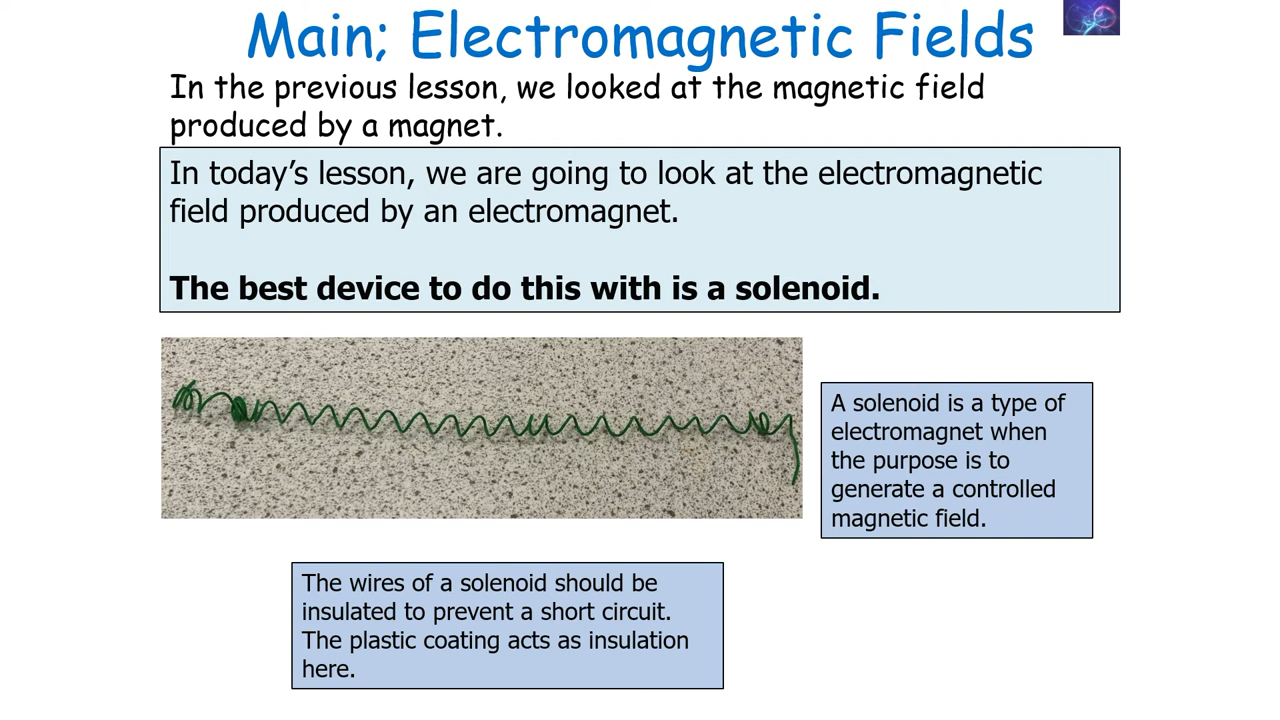 Main; Electromagnetic Fields
In the previous lesson, we looked at the magnetic field
produced by a magnet.
In today’s lesson, we are going to look at the electromagnetic
field produced by an electromagnet.
The best device to do this with is a solenoid.
A solenoid is a type of
electromagnet when
the purpose is to
generate a controlled
magnetic field.
The wires of a solenoid should be
insulated to prevent a short circuit.
The plastic coating acts as insulation
here.